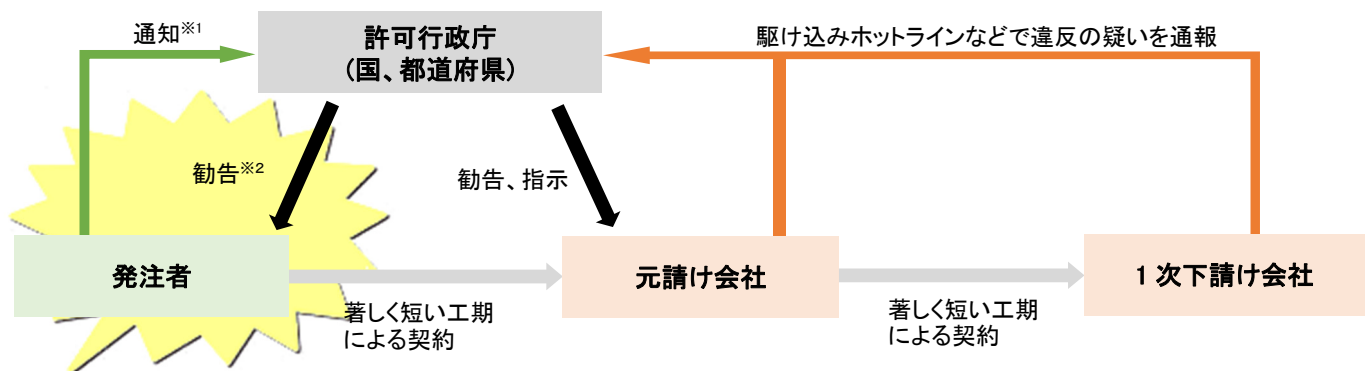 通知※1
許可行政庁
(国、都道府県)
駆け込みホットラインなどで違反の疑いを通報
勧告※2
勧告、指示
発注者
元請け会社
1次下請け会社
著しく短い工期
による契約
著しく短い工期
による契約